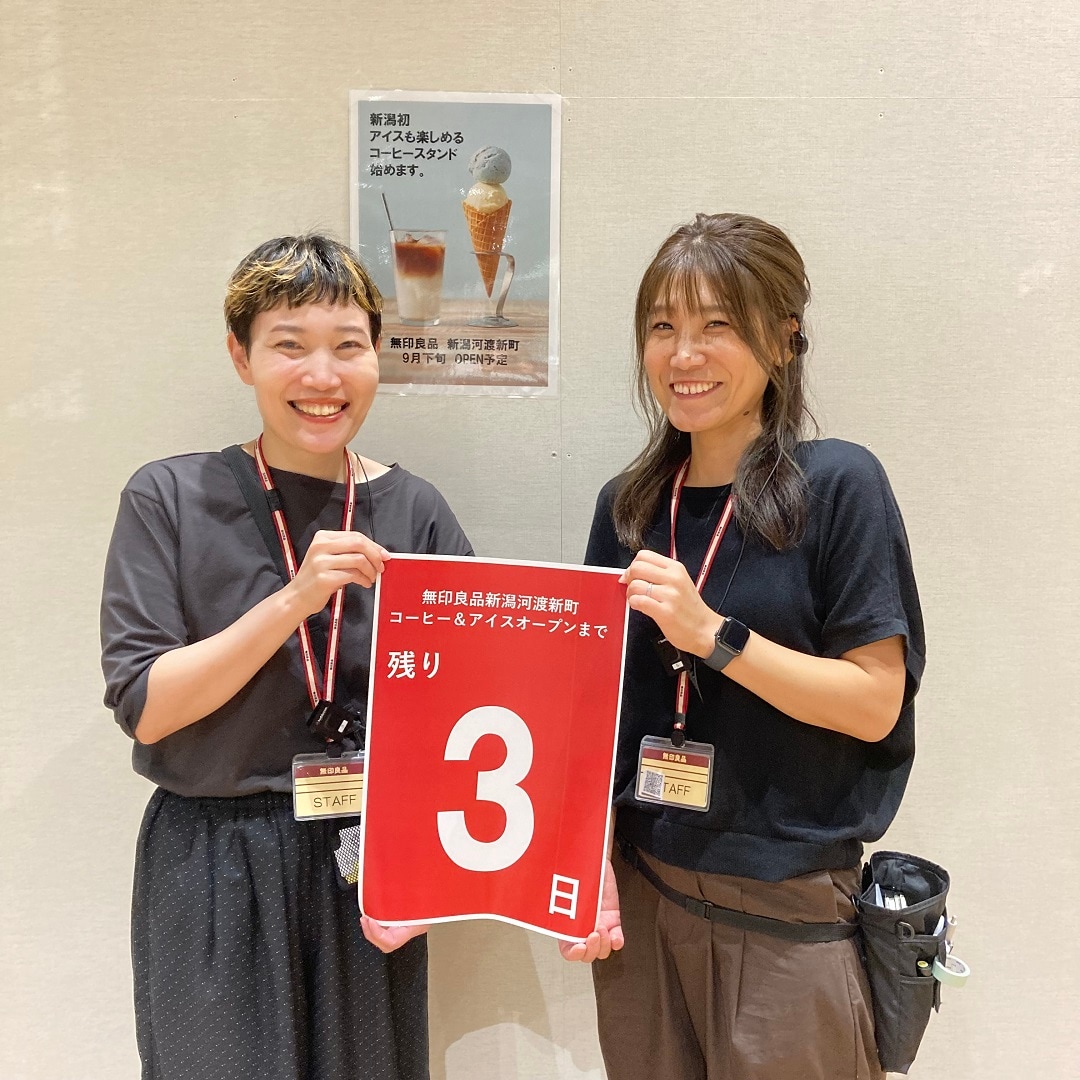 新潟初
アイスも楽しめる
コーヒースタンド
始めます。
無印良品 新潟河渡新町
9月下旬 OPEN予定
無印良品新潟河渡新町
コーヒー＆アイスオープンまで
残り
3
日
無印良品
STAFF
無印良品
TAFF